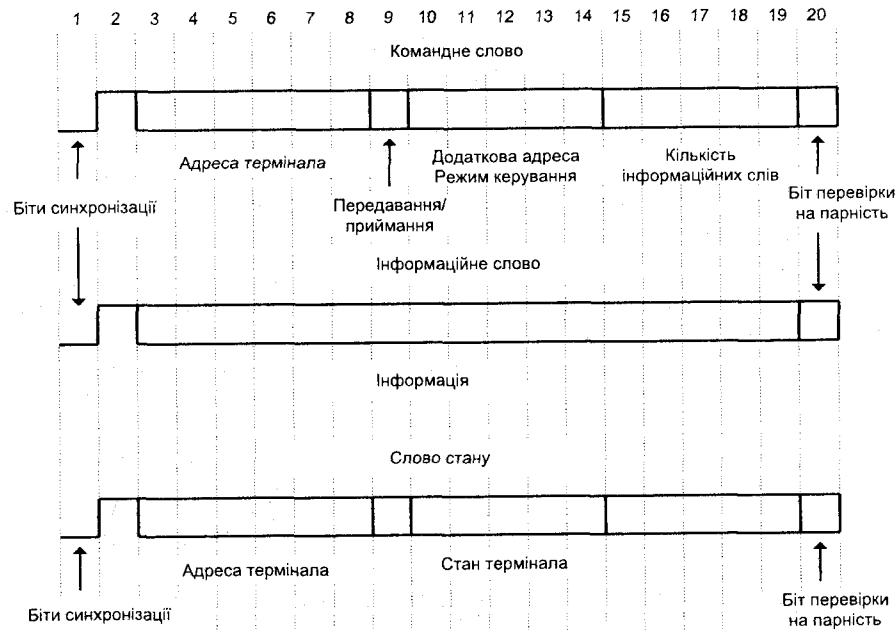 1 2 3 4 5 6 7 8 9 10 11 12 13 14 15 16 17 18 19 20
Командне слово
Адреса термінала
Додаткова адреса
Режим керування
Кількість
інформаційних слів
Біти синхронізації
Передавання/
приймання
Біт перевірки
на парність
Інформаційне слово
Інформація
Слово стану
Адреса термінала
Стан термінала
Біти синхронізації
Біт перевірки
на парність